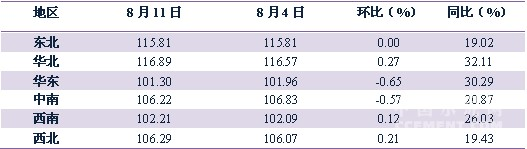 地区 8月11日 8月4日 环比（%） 同比（%）
东北 115.81 115.81 0.00 19.02
华北 116.89 116.57 0.27 32.11
华东 101.30 101.96 -0.65 30.29
中南 106.22 106.83 -0.57 20.87
西南 102.21 102.09 0.12 26.03
西北 106.29 106.07 0.21 19.43